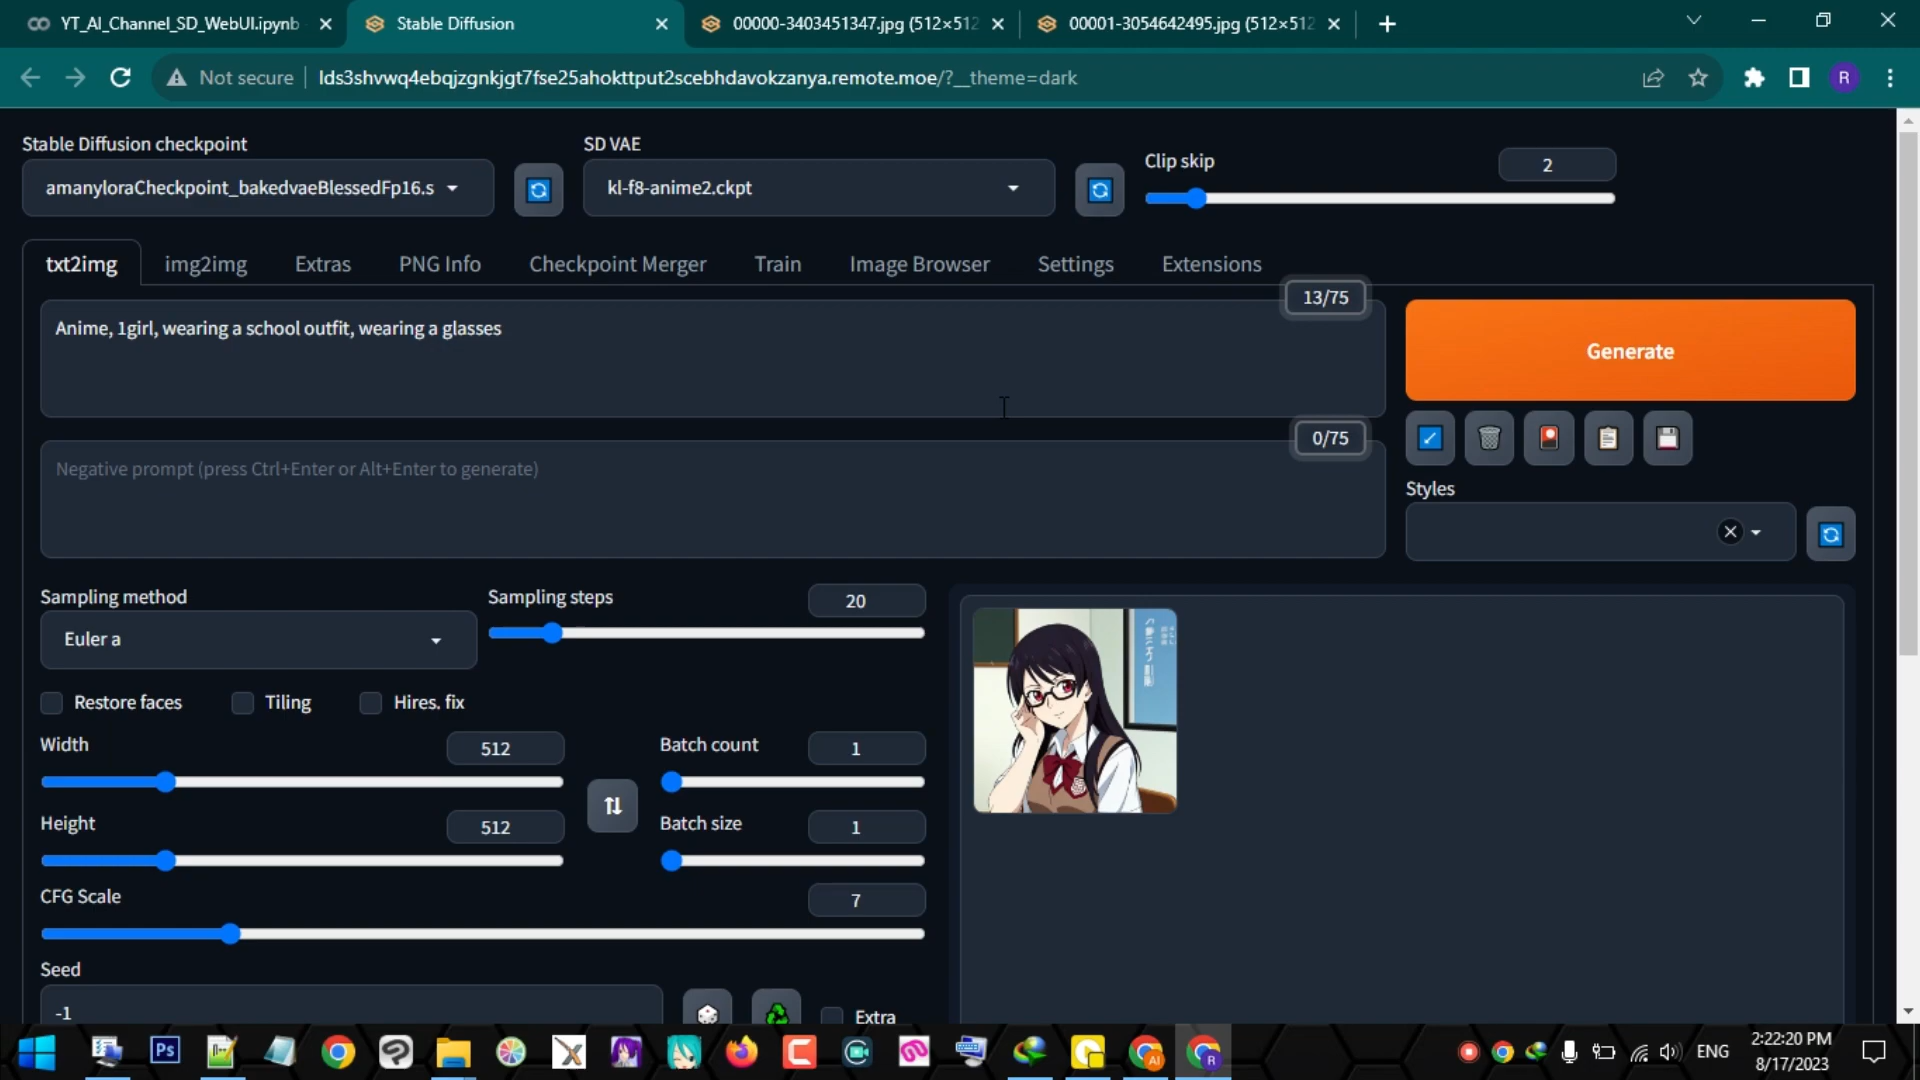 YT_AI_Channel_SD_WebUI.ipynb
Stable Diffusion
00000-3403451347.jpg (512×512
00001-3054642495.jpg (512×512
Not secure
lds3shvwq4ebqjzgnkjgt7fse25ahokttput2scebhdavokzanya.remote.moe/?__theme=dark
R
Stable Diffusion checkpoint
SD VAE
Clip skip
2
amanyloraCheckpoint_bakedvaeBlessedFp16.s
kl-f8-anime2.ckpt
txt2img
img2img
Extras
PNG Info
Checkpoint Merger
Train
Image Browser
Settings
Extensions
13/75
Anime, 1girl, wearing a school outfit, wearing a glasses
Generate
0/75
Negative prompt (press Ctrl+Enter or Alt+Enter to generate)
Styles
Sampling method
Sampling steps
20
Euler a
Restore faces
Tiling
Hires. fix
Width
512
Batch count
1
Height
512
Batch size
1
CFG Scale
7
Seed
-1
Extra
Ps
AI
R
ENG
2:22:20 PM
8/17/2023